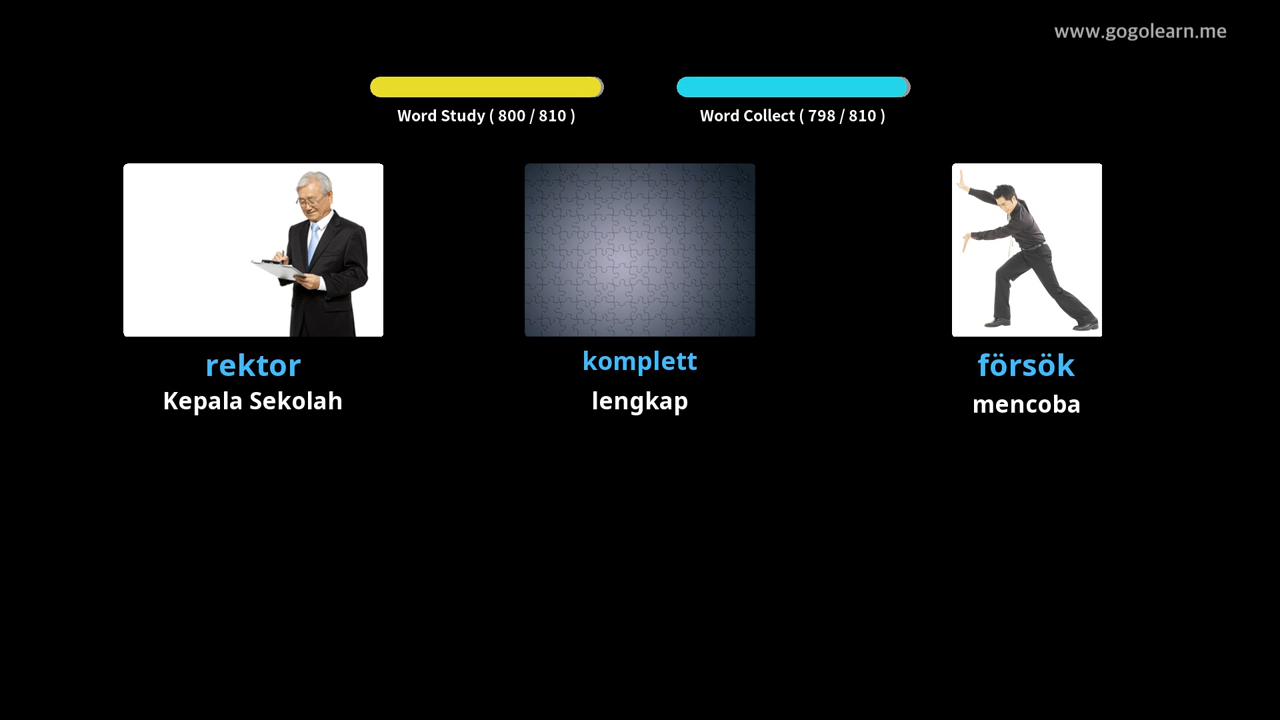 www.gogolearn.me
Word Study ( 800 / 810 )
Word Collect ( 798 / 810 )
rektor
Kepala Sekolah
komplett
lengkap
försök
mencoba